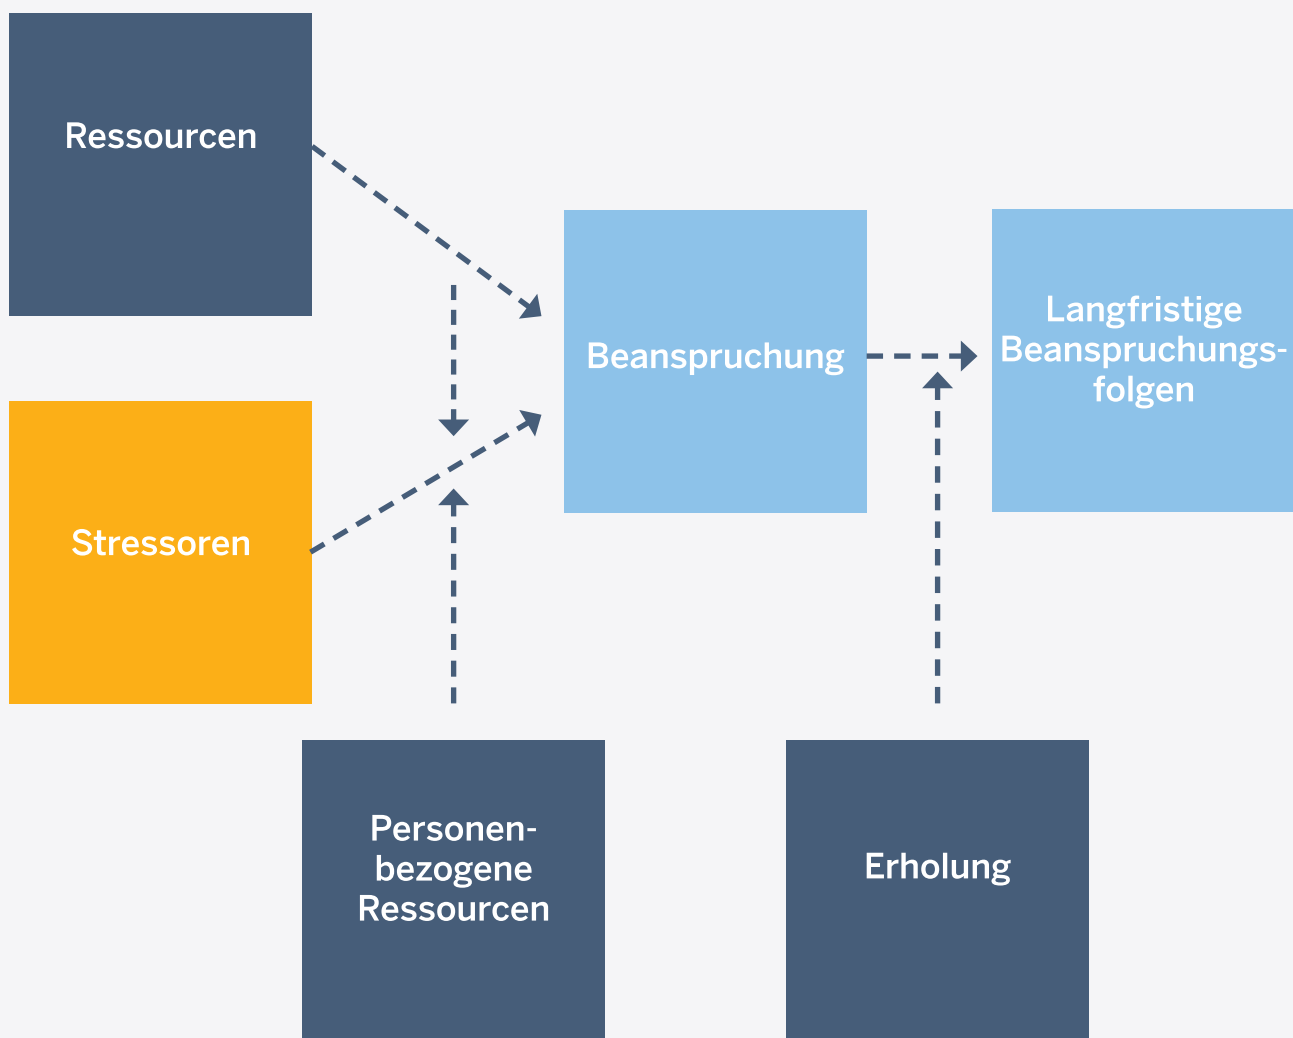 Ressourcen
Stressoren
Beanspruchung
Langfristige
Beanspruchungs-
folgen
Personen-
bezogene
Ressourcen
Erholung